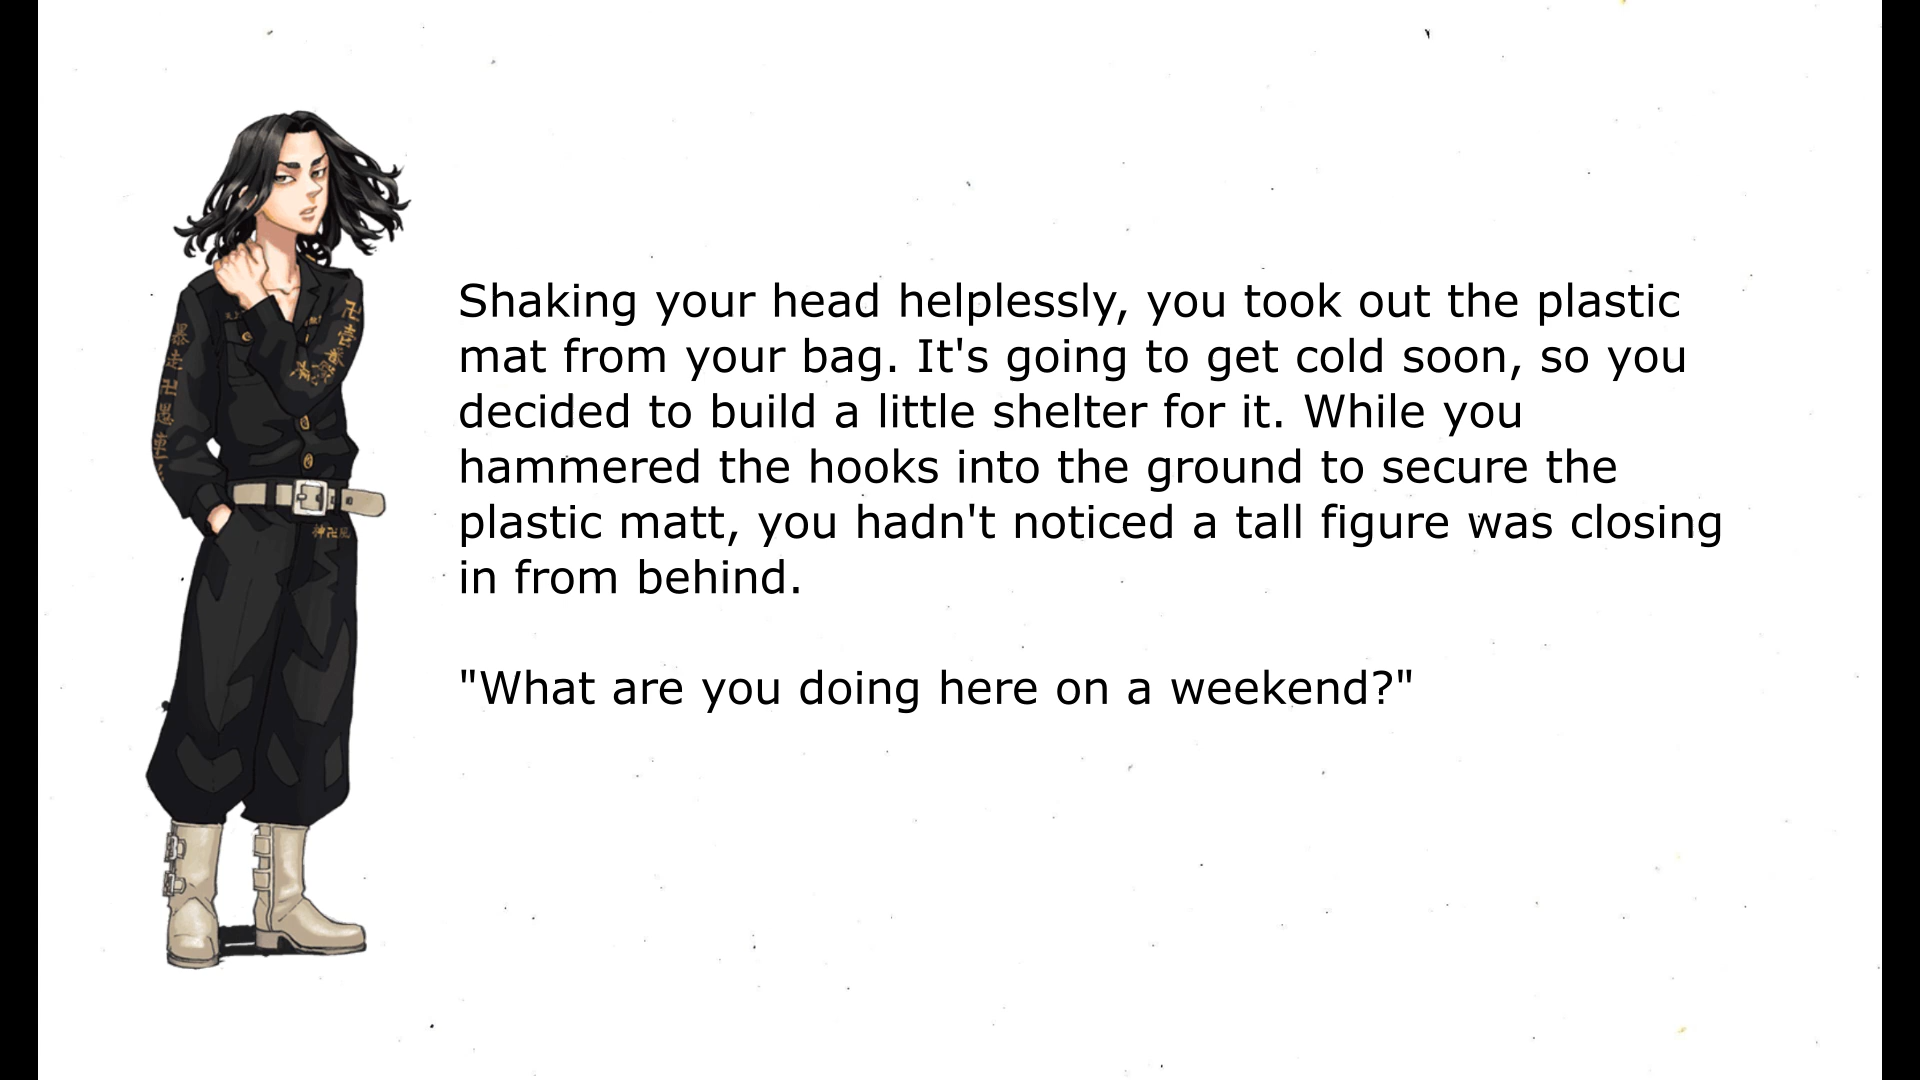 Shaking your head helplessly, you took out the plastic
mat from your bag. It's going to get cold soon, so you
decided to build a little shelter for it. While you
hammered the hooks into the ground to secure the
plastic matt, you hadn't noticed a tall figure was closing
in from behind.
"What are you doing here on a weekend?"